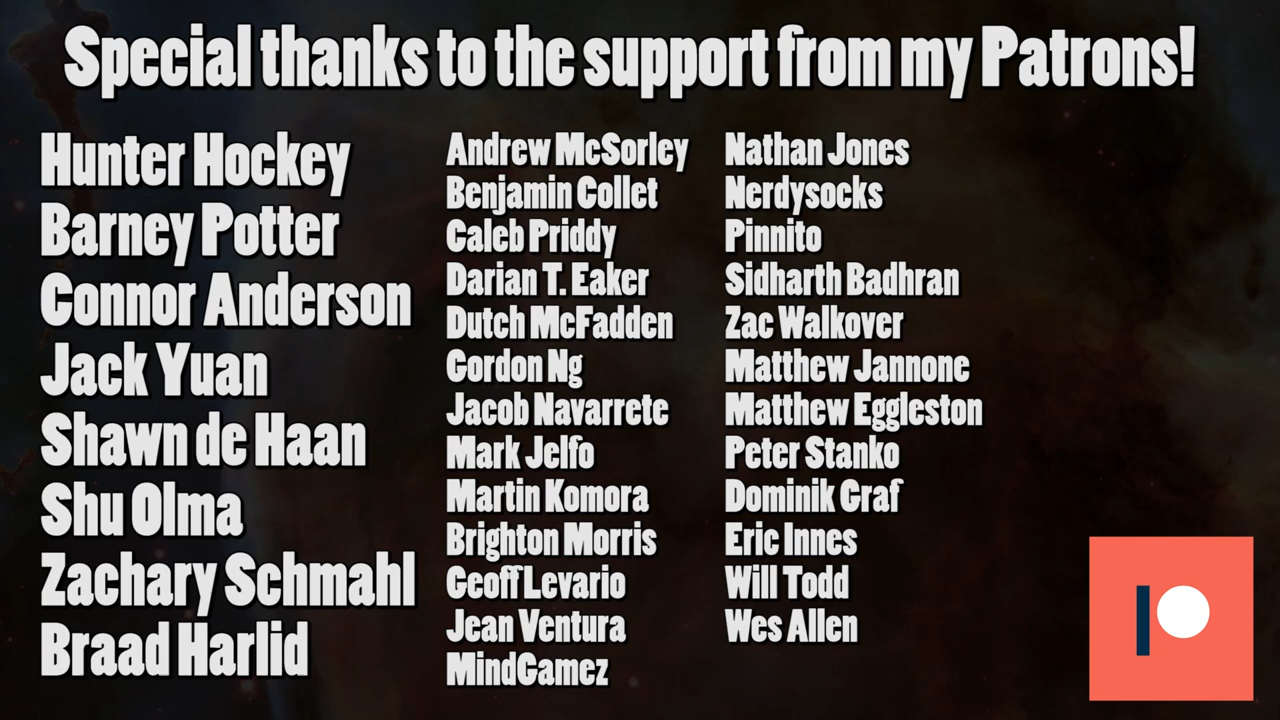 Special thanks to the support from my Patrons!
Hunter Hockey
Barney Potter
Connor Anderson
Jack Yuan
Shawn de Haan
Shu Olma
Zachary Schmahl
Braad Harlid
Andrew McSorley
Benjamin Collet
Caleb Priddy
Darian T. Eaker
Dutch McFadden
Gordon Ng
Jacob Navarrete
Mark Jelfo
Martin Komora
Brighton Morris
Geoff Levario
Jean Ventura
MindGamez
Nathan Jones
Nerdysocks
Pinnito
Sidharth Badhran
Zac Walkover
Matthew Jannone
Matthew Eggleston
Peter Stanko
Dominik Graf
Eric Innes
Will Todd
Wes Allen